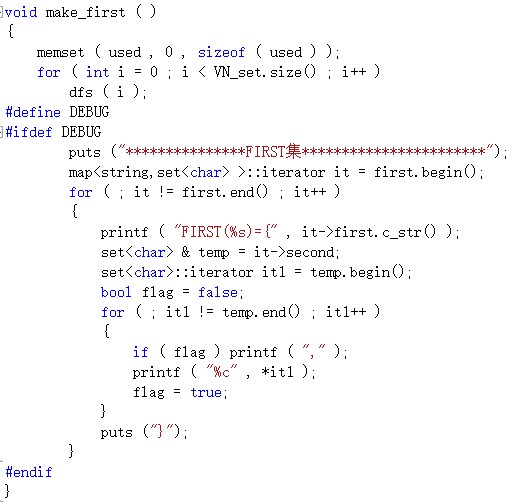 void make_first ( )
{
    memset ( used , 0 , sizeof ( used ) );
    for ( int i = 0 ; i < VN_set.size() ; i++ )
        dfs ( i );
#define DEBUG
#ifdef DEBUG
        puts ("***************FIRST集***********************");
        map<string,set<char> >::iterator it = first.begin();
        for ( ; it != first.end() ; it++ )
        {
            printf ( "FIRST(%s)={" , it->first.c_str() );
            set<char> & temp = it->second;
            set<char>::iterator it1 = temp.begin();
            bool flag = false;
            for ( ; it1 != temp.end() ; it1++ )
            {
                if ( flag ) printf ( "," );
                printf ( "%c" , *it1 );
                flag = true;
            }
            puts ("}");
        }
#endif
}